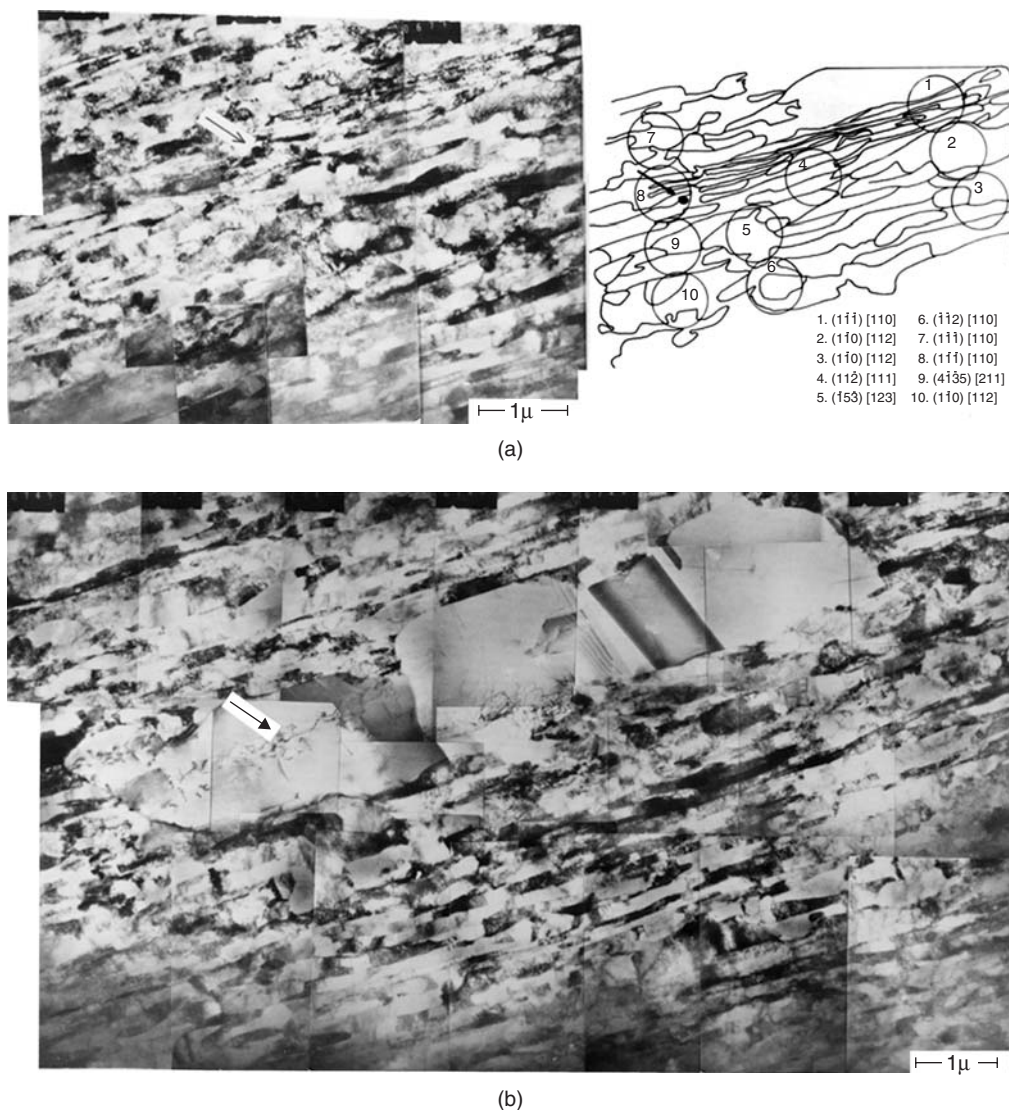 1
2
3
4
5
6
7
8
9
10
1. (11̄1̄) [110]
2. (11̄0) [112]
3. (11̄0) [112]
4. (112̄) [111]
5. (1̄53̄) [123]
6. (1̄1̄2) [110]
7. (1̄1̄1̄) [110]
8. (11̄1̄) [110]
9. (41̄3̄5) [211]
10. (11̄0) [112]
1μ
(a)
1μ
(b)